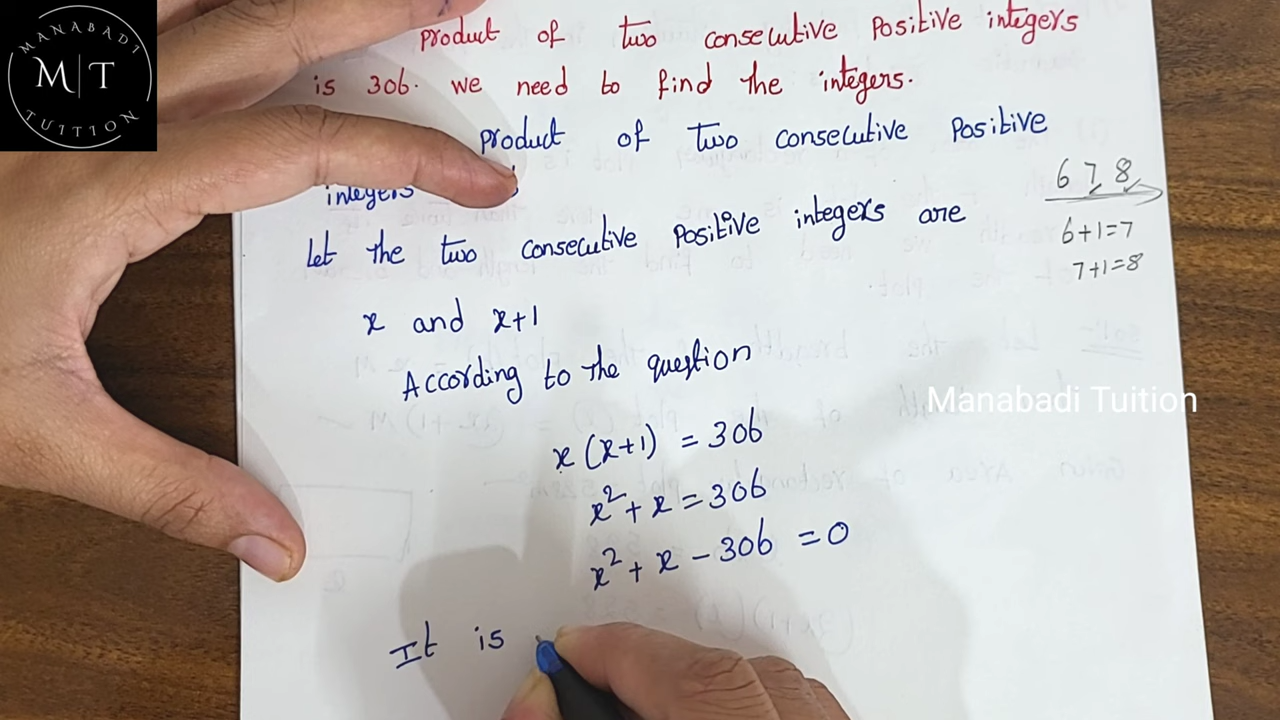 MANABADI
M|T
TUITION
product of two consecutive positive integers
is 306. we need to find the integers.
product of two consecutive positive
integers
Let the two consecutive positive integers are
x and x+1
According to the question
x(x+1) = 306
x²+x=306
x²+x-306=0
It is
6 7 8
6+1=7
7+1=8
Manabadi Tuition